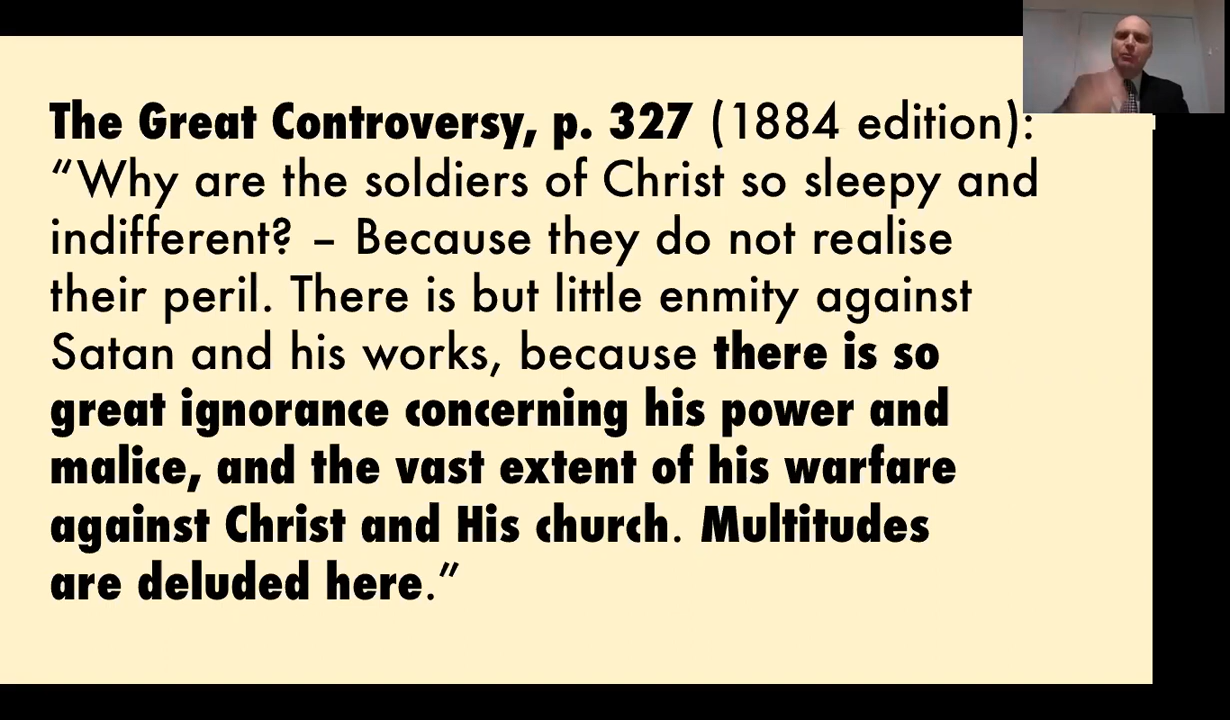 The Great Controversy, p. 327 (1884 edition):
“Why are the soldiers of Christ so sleepy and
indifferent? – Because they do not realise
their peril. There is but little enmity against
Satan and his works, because there is so
great ignorance concerning his power and
malice, and the vast extent of his warfare
against Christ and His church. Multitudes
are deluded here.”